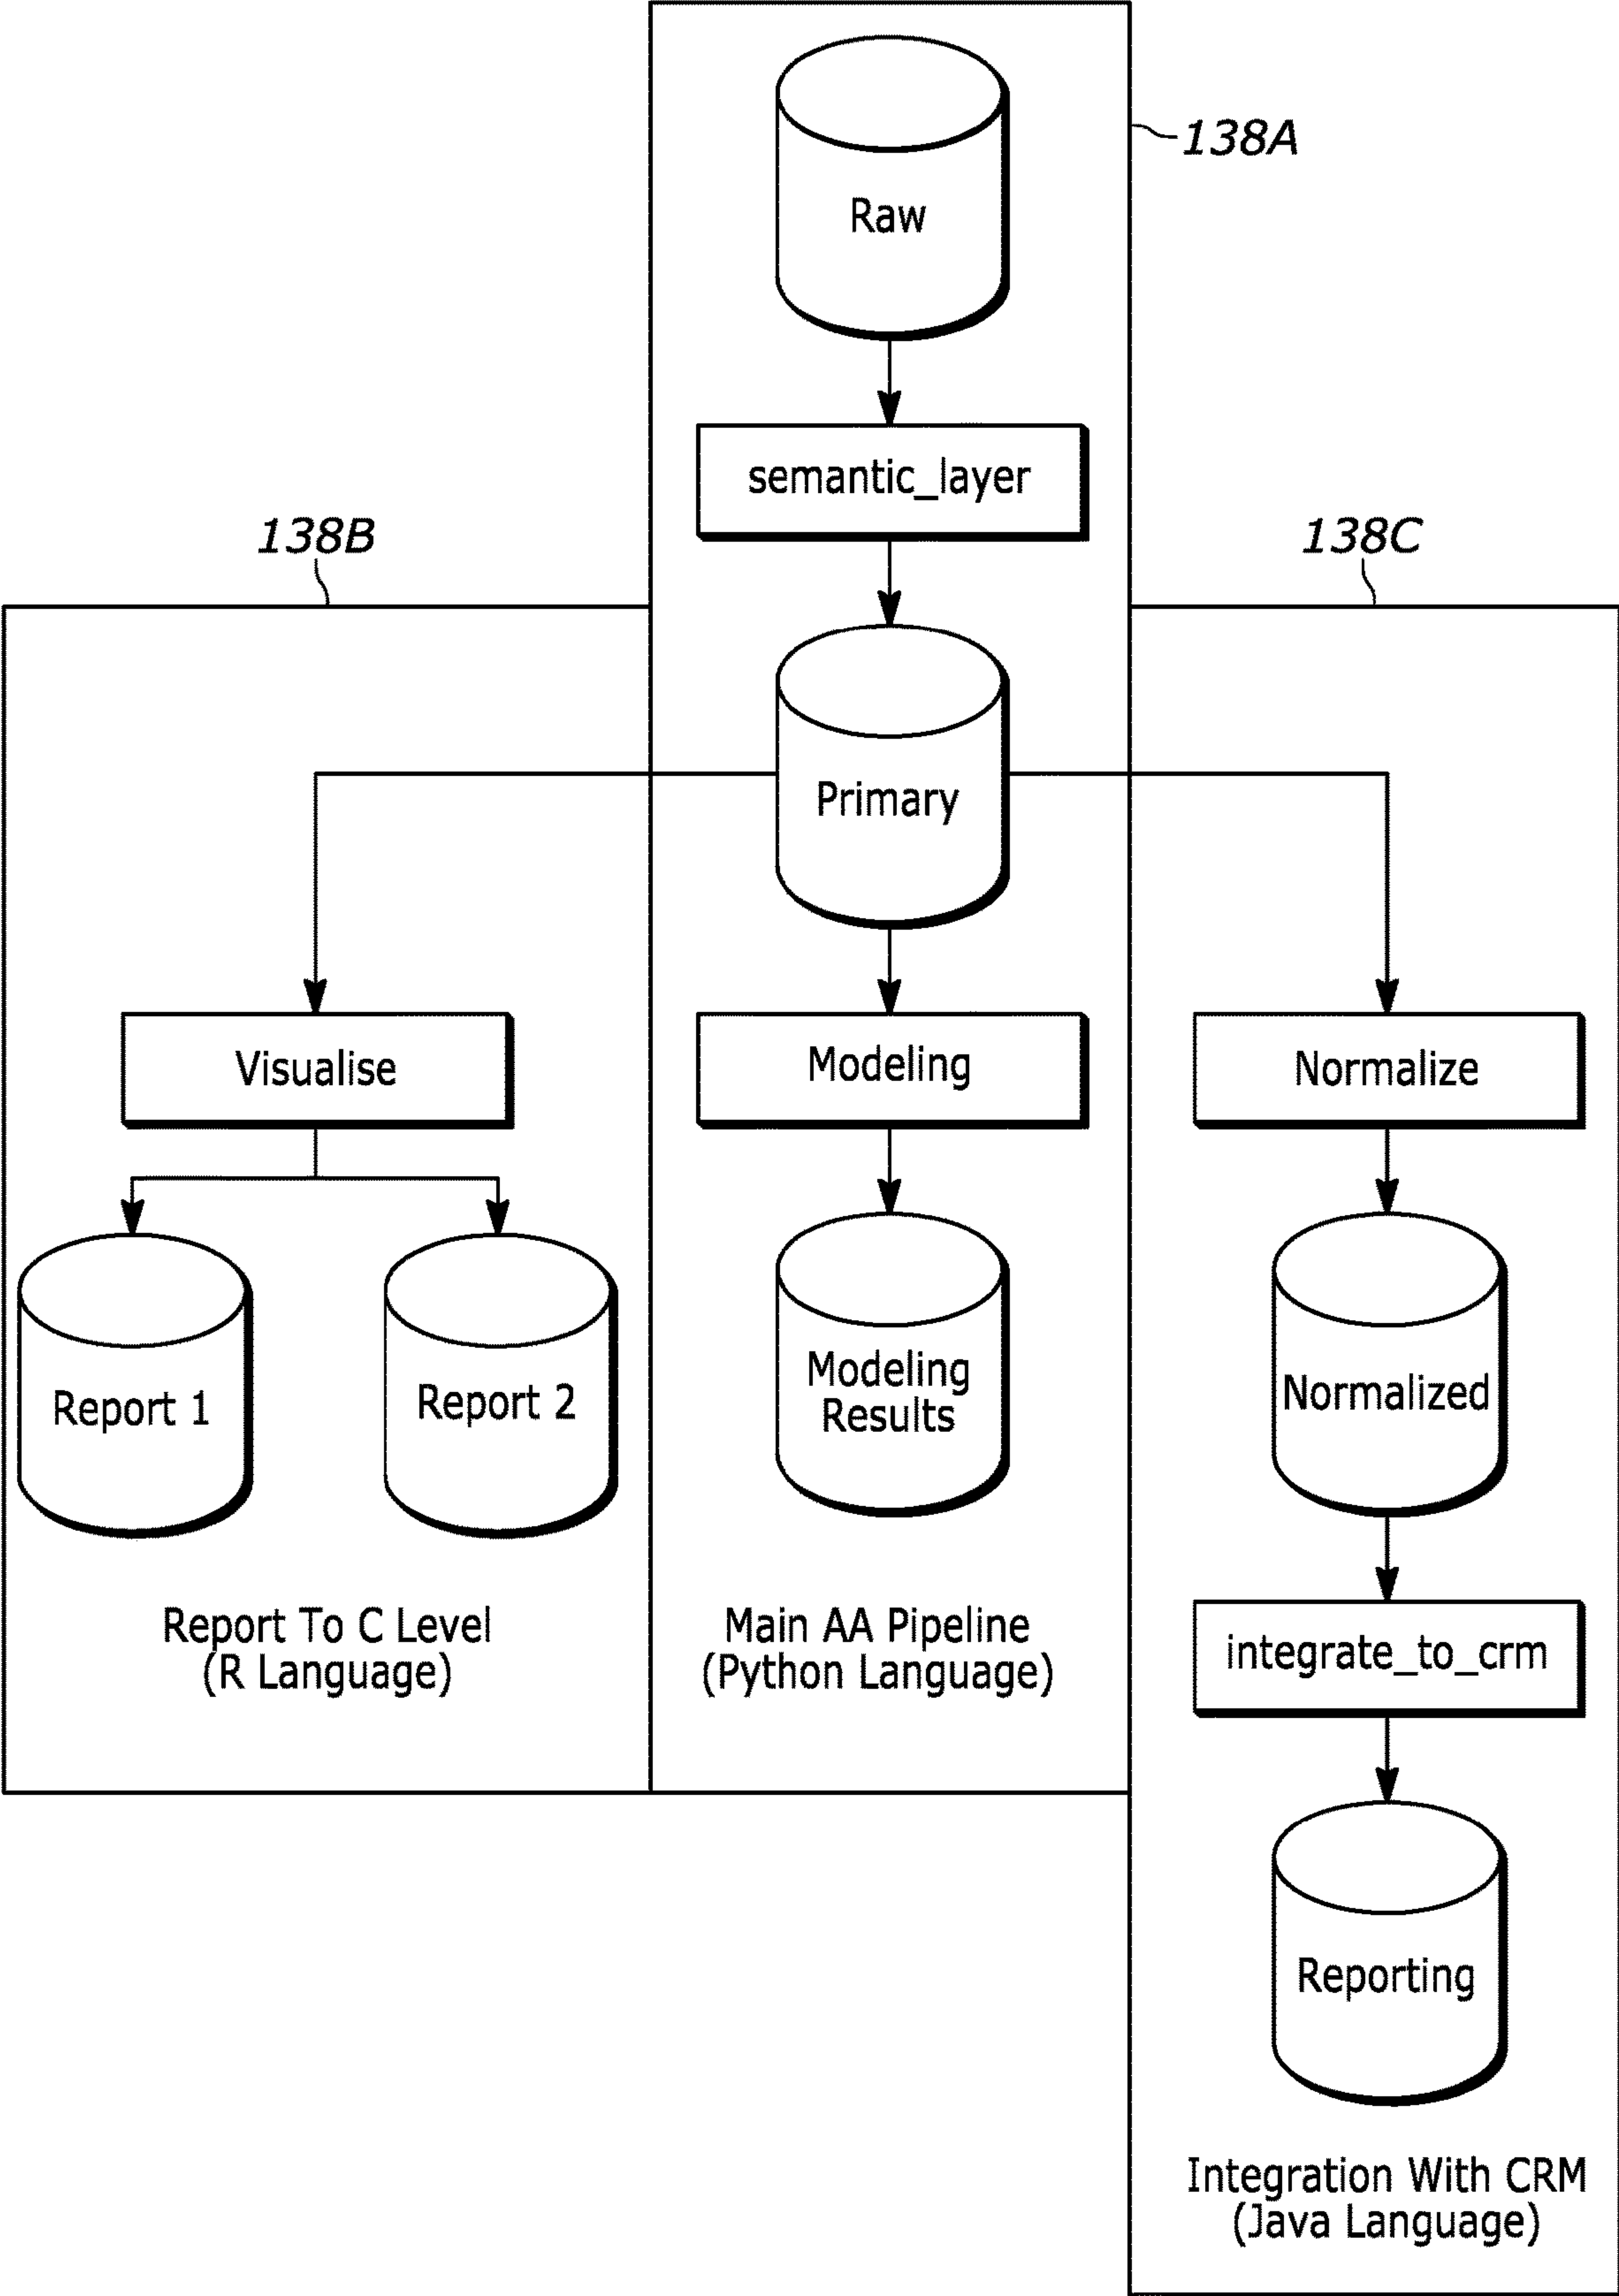 138A
Raw
semantic_layer
138B
138C
Primary
Visualise
Modeling
Normalize
Report 1
Report 2
Modeling
Results
Normalized
Report To C Level
(R Language)
Main AA Pipeline
(Python Language)
integrate_to_crm
Reporting
Integration With CRM
(Java Language)